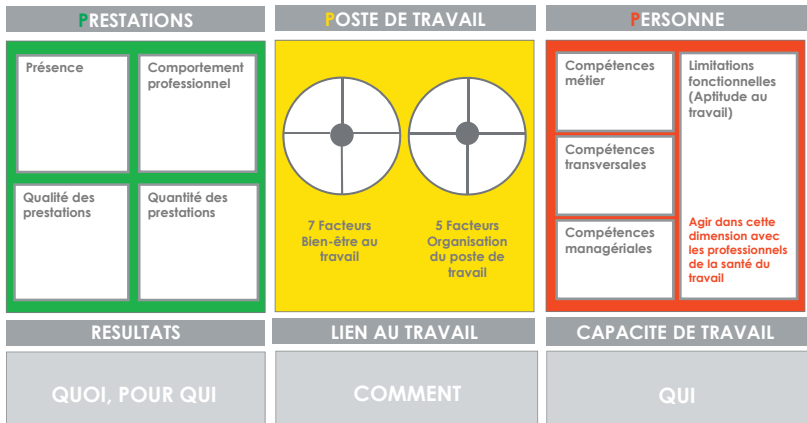 PRESTATIONS
Présence
Comportement
professionnel
Qualité des
prestations
Quantité des
prestations
RESULTATS
QUOI, POUR QUI
POSTE DE TRAVAIL
7 Facteurs
Bien-être au
travail
5 Facteurs
Organisation
du poste de
travail
LIEN AU TRAVAIL
COMMENT
PERSONNE
Compétences
métier
Compétences
transversales
Compétences
managériales
Limitations
fonctionnelles
(Aptitude au
travail)
Agir dans cette
dimension avec
les professionnels
de la santé du
travail
CAPACITE DE TRAVAIL
QUI